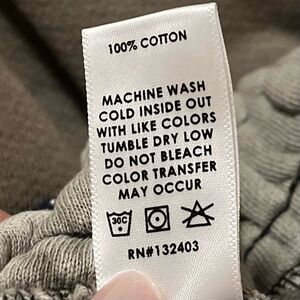 100% COTTON
MACHINE WASH
COLD INSIDE OUT
WITH LIKE COLORS
TUMBLE DRY LOW
DO NOT BLEACH
COLOR TRANSFER
MAY OCCUR
30C
RN#132403